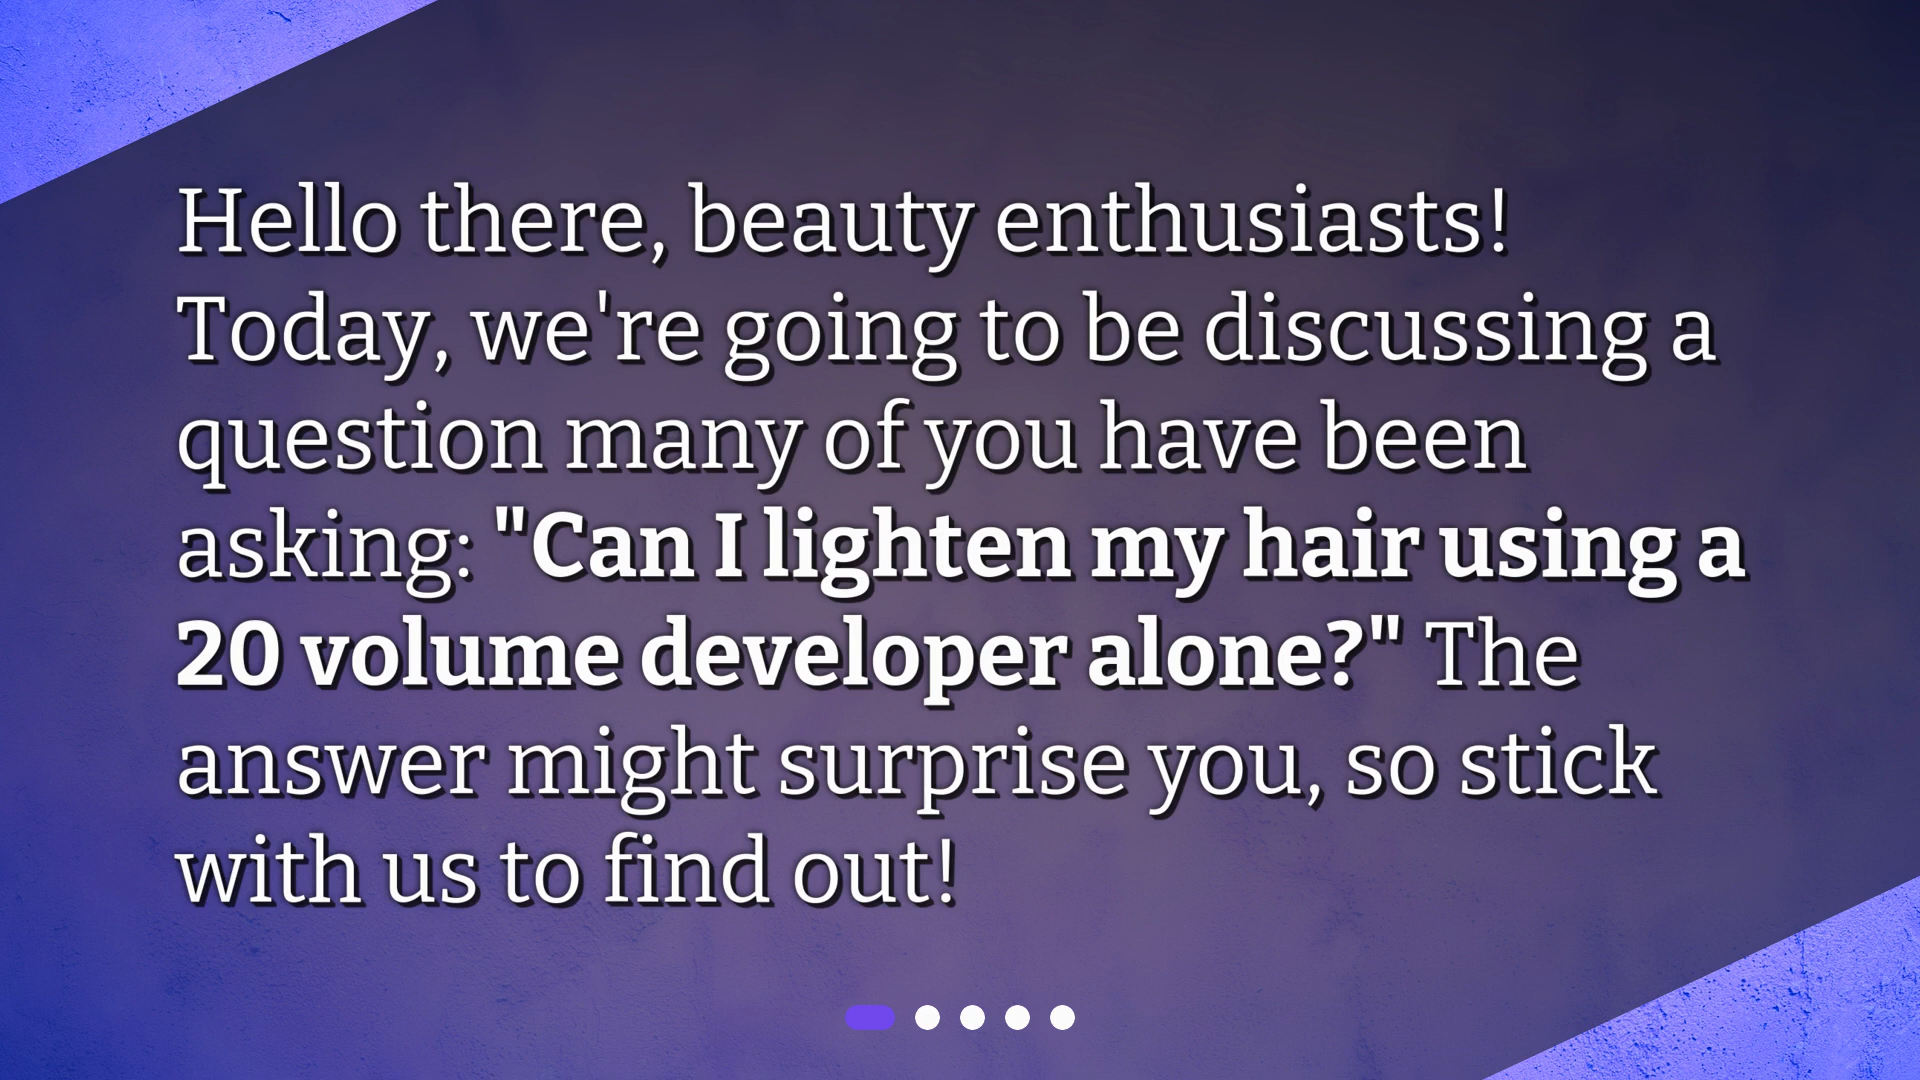 Hello there, beauty enthusiasts!
Today, we're going to be discussing a
question many of you have been
asking: "Can I lighten my hair using a
20 volume developer alone?" The
answer might surprise you, so stick
with us to find out!